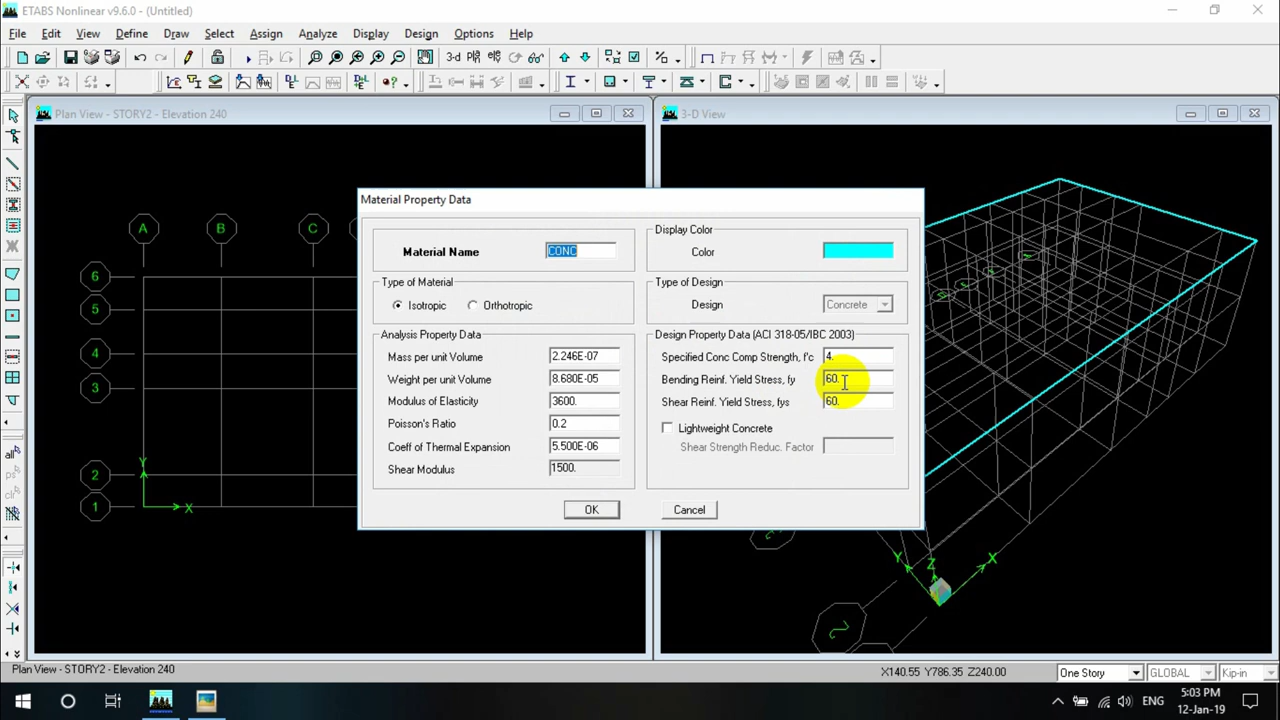 ETABS Nonlinear v9.6.0 - (Untitled)
File Edit View Define Draw Select Assign Analyze Display Design Options Help
3-d
Plan View - STORY2 - Elevation 240
3-D View
A B C
6
5
4
3
2
1
Y
X
Material Property Data
Material Name CONC
Display Color
Color
Type of Material
Isotropic Orthotropic
Type of Design
Design Concrete
Analysis Property Data
Mass per unit Volume 2.246E-07
Weight per unit Volume 8.680E-05
Modulus of Elasticity 3600.
Poisson's Ratio 0.2
Coeff of Thermal Expansion 5.500E-06
Shear Modulus 1500.
Design Property Data (ACI 318-05/IBC 2003)
Specified Conc Comp Strength, f'c 4.
Bending Reinf. Yield Stress, fy 60.
Shear Reinf. Yield Stress, fys 60.
Lightweight Concrete
Shear Strength Reduc. Factor
OK Cancel
Y Z X
all
ps
clr
Plan View - STORY2 - Elevation 240
X140.55 Y786.35 Z240.00 One Story GLOBAL Kip-in
ENG
5:03 PM
12-Jan-19